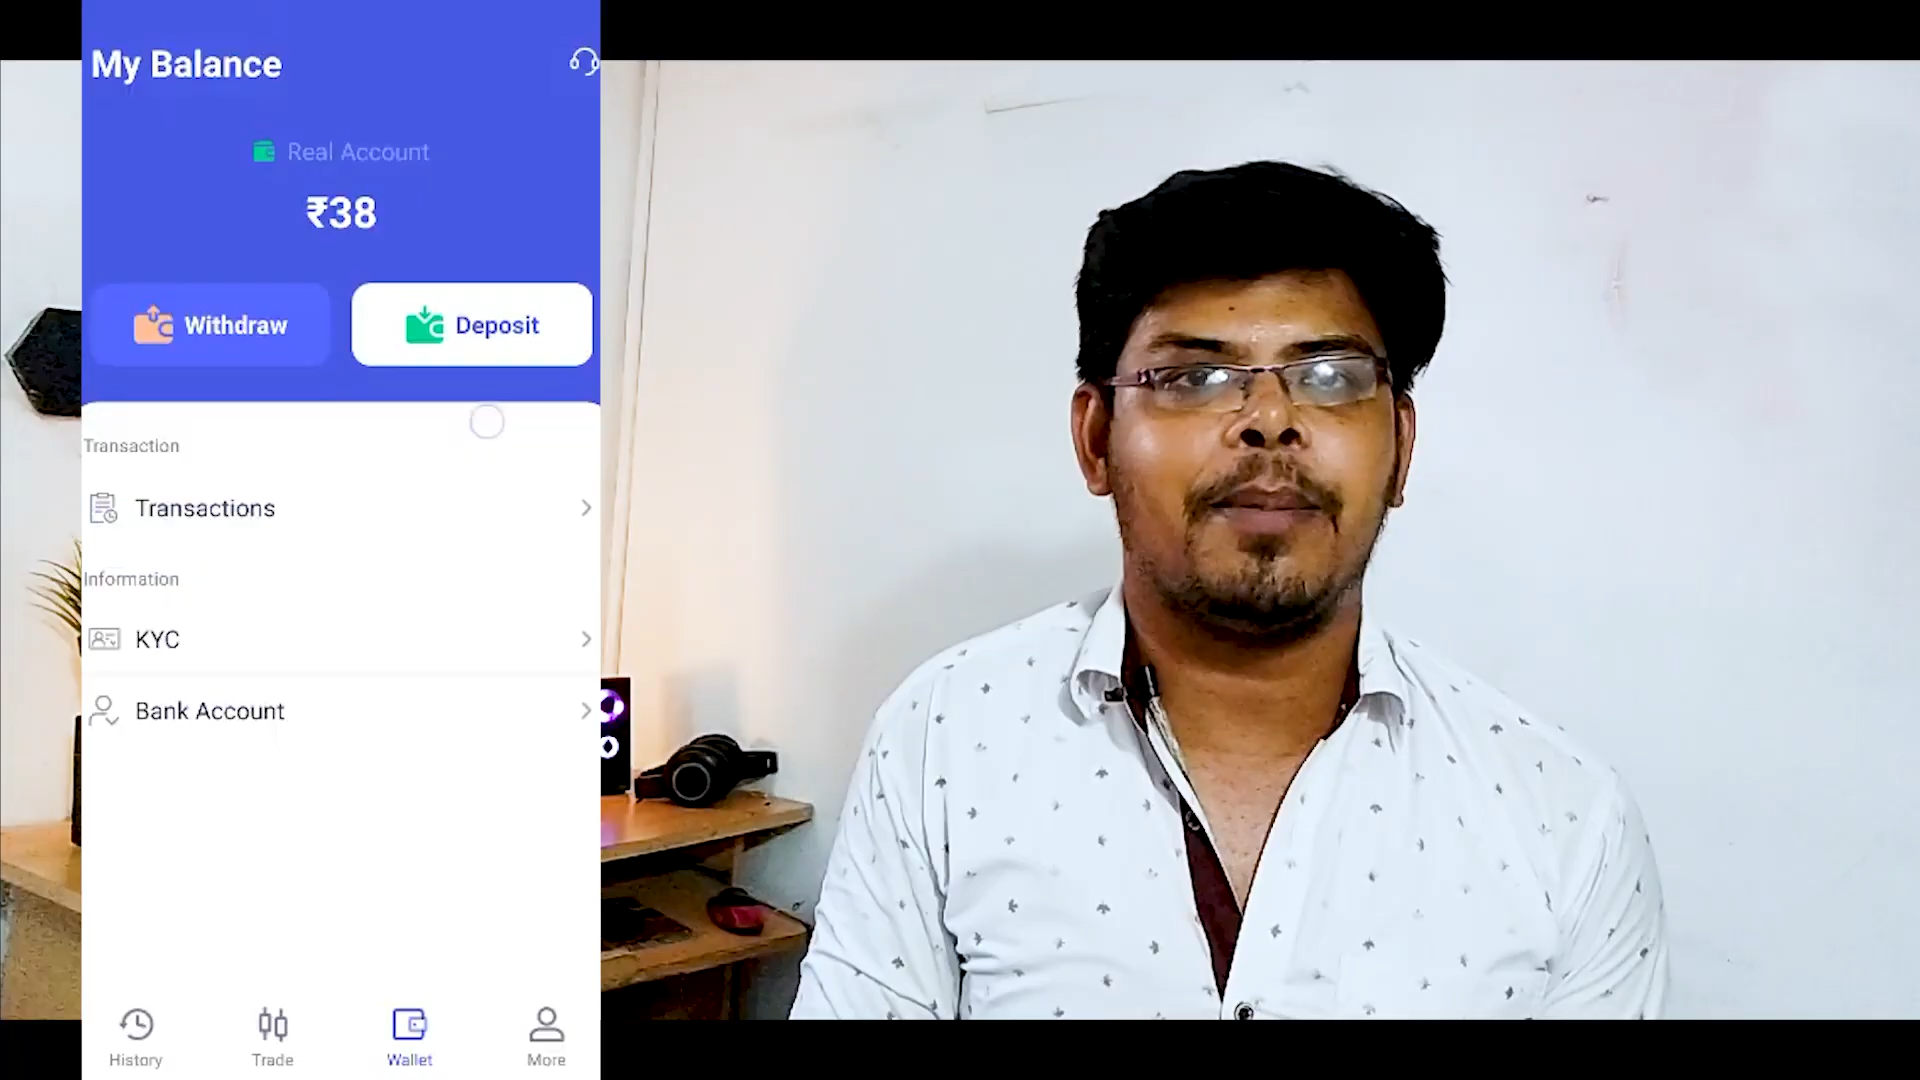 My Balance
Real Account
₹38
Withdraw
Deposit
Transaction
Transactions
Information
KYC
Bank Account
History
Trade
Wallet
More